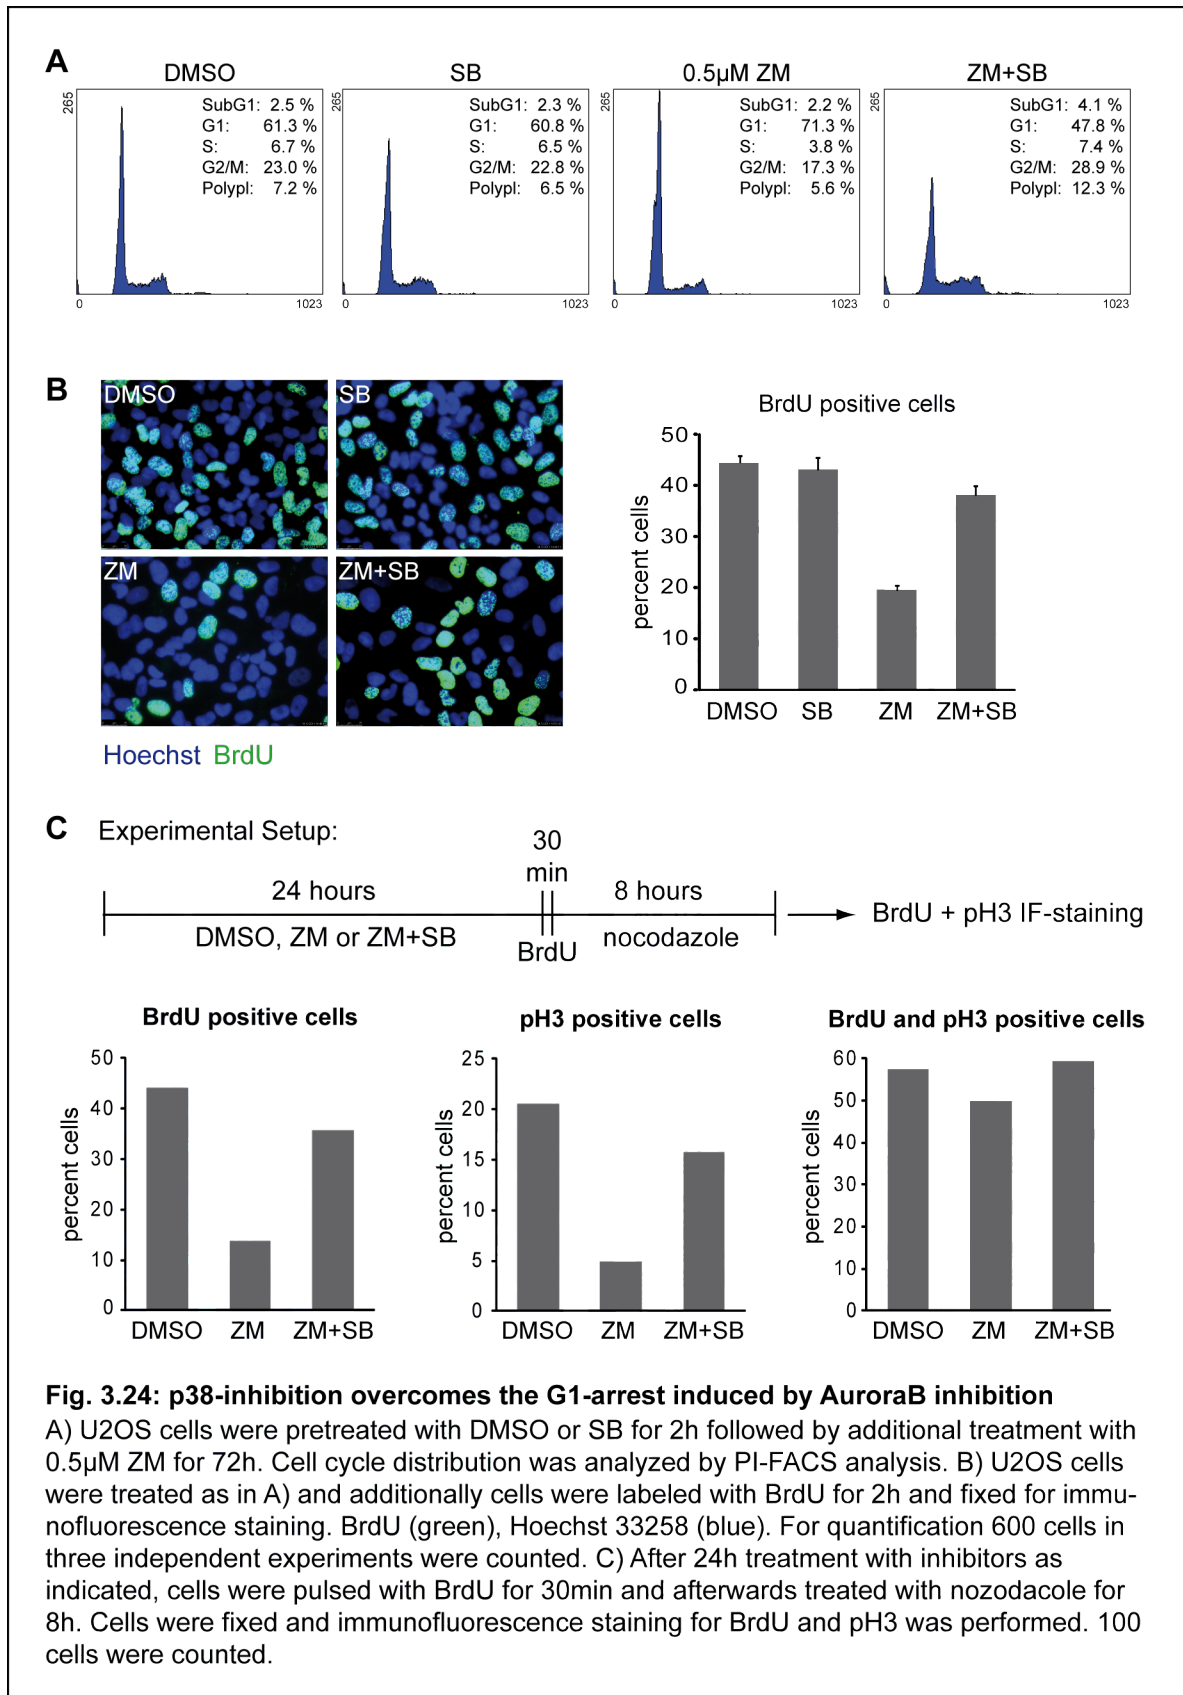 A
DMSO
SB
0.5µM ZM
ZM+SB
265
SubG1: 2.5 %
G1: 61.3 %
S: 6.7 %
G2/M: 23.0 %
Polypl: 7.2 %
0
1023
265
SubG1: 2.3 %
G1: 60.8 %
S: 6.5 %
G2/M: 22.8 %
Polypl: 6.5 %
0
1023
265
SubG1: 2.2 %
G1: 71.3 %
S: 3.8 %
G2/M: 17.3 %
Polypl: 5.6 %
0
1023
265
SubG1: 4.1 %
G1: 47.8 %
S: 7.4 %
G2/M: 28.9 %
Polypl: 12.3 %
0
1023
B
DMSO
SB
ZM
ZM+SB
Hoechst BrdU
BrdU positive cells
percent cells
50
40
30
20
10
0
DMSO SB ZM ZM+SB
C Experimental Setup:
30
min
24 hours
8 hours
DMSO, ZM or ZM+SB
BrdU
nocodazole
BrdU + pH3 IF-staining
BrdU positive cells
percent cells
50
40
30
20
10
0
DMSO ZM ZM+SB
pH3 positive cells
percent cells
25
20
15
10
5
0
DMSO ZM ZM+SB
BrdU and pH3 positive cells
percent cells
60
50
40
30
60
20
10
0
DMSO ZM ZM+SB
Fig. 3.24: p38-inhibition overcomes the G1-arrest induced by AuroraB inhibition
A) U2OS cells were pretreated with DMSO or SB for 2h followed by additional treatment with
0.5µM ZM for 72h. Cell cycle distribution was analyzed by PI-FACS analysis. B) U2OS cells
were treated as in A) and additionally cells were labeled with BrdU for 2h and fixed for immu-
nofluorescence staining. BrdU (green), Hoechst 33258 (blue). For quantification 600 cells in
three independent experiments were counted. C) After 24h treatment with inhibitors as
indicated, cells were pulsed with BrdU for 30min and afterwards treated with nozodacole for
8h. Cells were fixed and immunofluorescence staining for BrdU and pH3 was performed. 100
cells were counted.